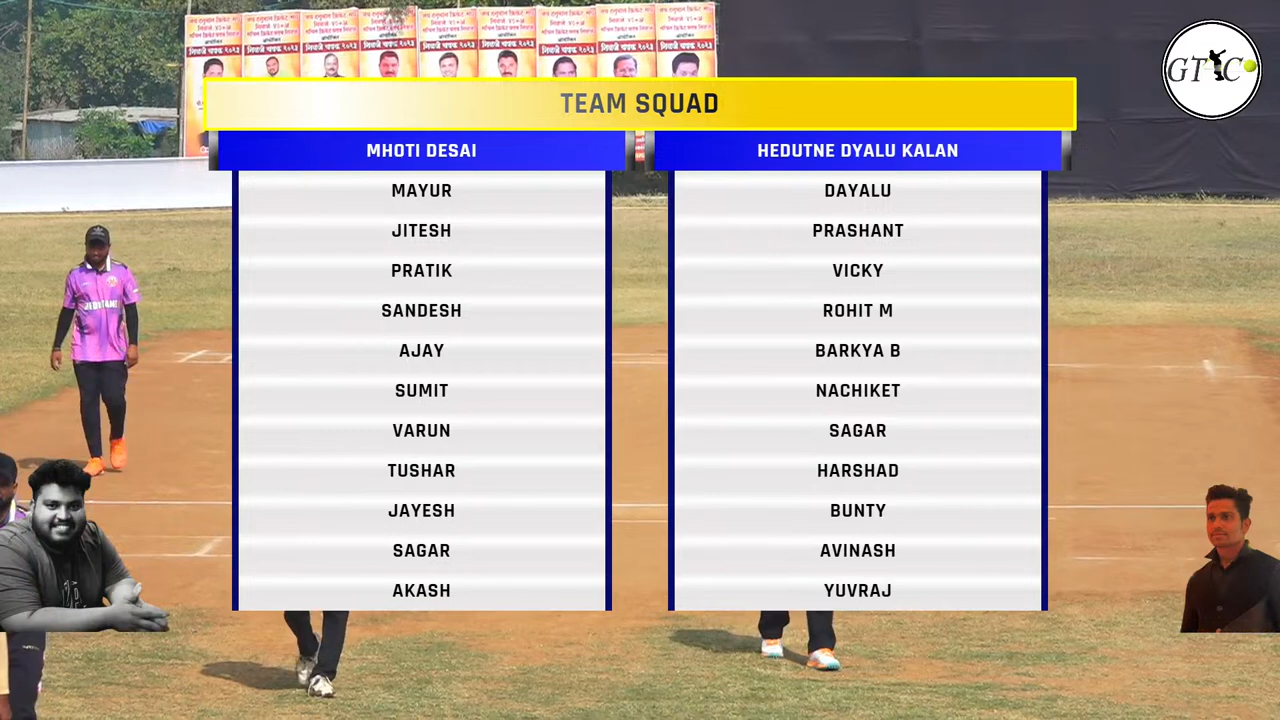 TEAM SQUAD
MHOTI DESAI
HEDUTNE DYALU KALAN
MAYUR
DAYALU
JITESH
PRASHANT
PRATIK
VICKY
SANDESH
ROHIT M
AJAY
BARKYA B
SUMIT
NACHIKET
VARUN
SAGAR
TUSHAR
HARSHAD
JAYESH
BUNTY
SAGAR
AVINASH
AKASH
YUVRAJ
GT C